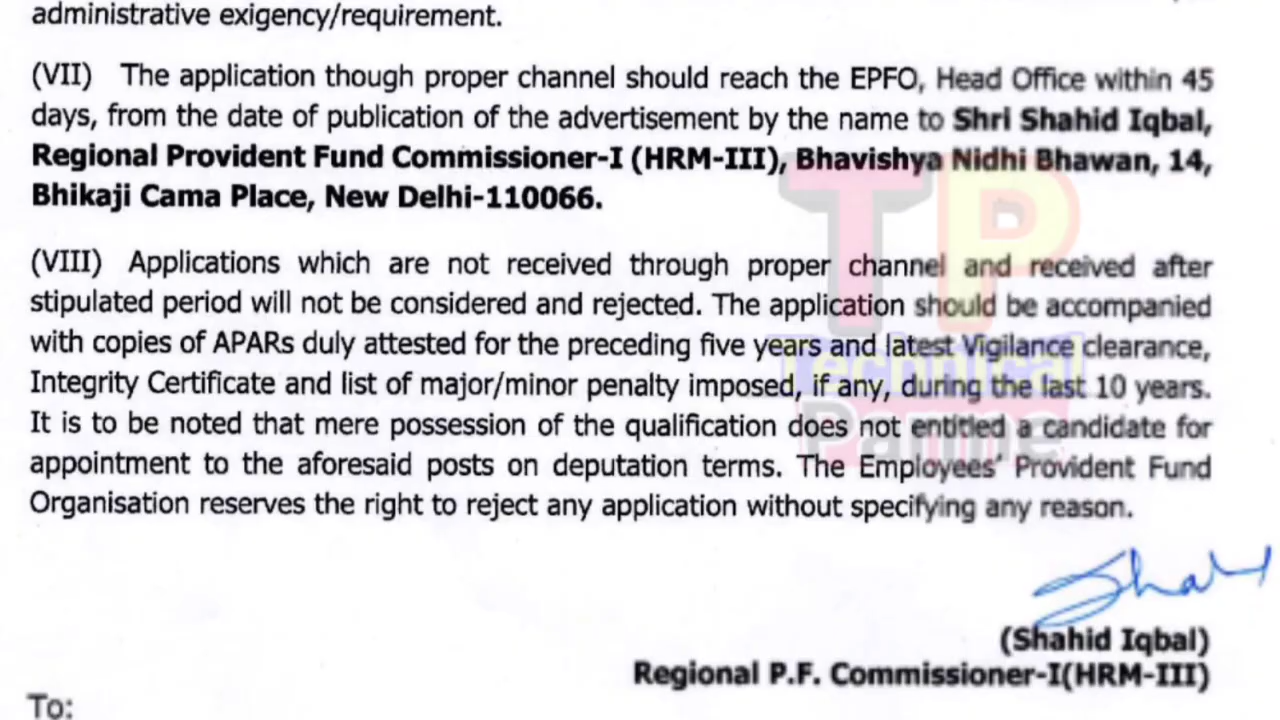 administrative exigency/requirement.
(VII) The application though proper channel should reach the EPFO, Head Office within 45
days, from the date of publication of the advertisement by the name to Shri Shahid Iqbal,
Regional Provident Fund Commissioner-I (HRM-III), Bhavishya Nidhi Bhawan, 14,
Bhikaji Cama Place, New Delhi-110066.
(VIII) Applications which are not received through proper channel and received after
stipulated period will not be considered and rejected. The application should be accompanied
with copies of APARs duly attested for the preceding five years and latest Vigilance clearance,
Integrity Certificate and list of major/minor penalty imposed, if any, during the last 10 years.
It is to be noted that mere possession of the qualification does not entitled a candidate for
appointment to the aforesaid posts on deputation terms. The Employees' Provident Fund
Organisation reserves the right to reject any application without specifying any reason.
TP
Technical
Shah
(Shahid Iqbal)
Regional P.F. Commissioner-I(HRM-III)
To: